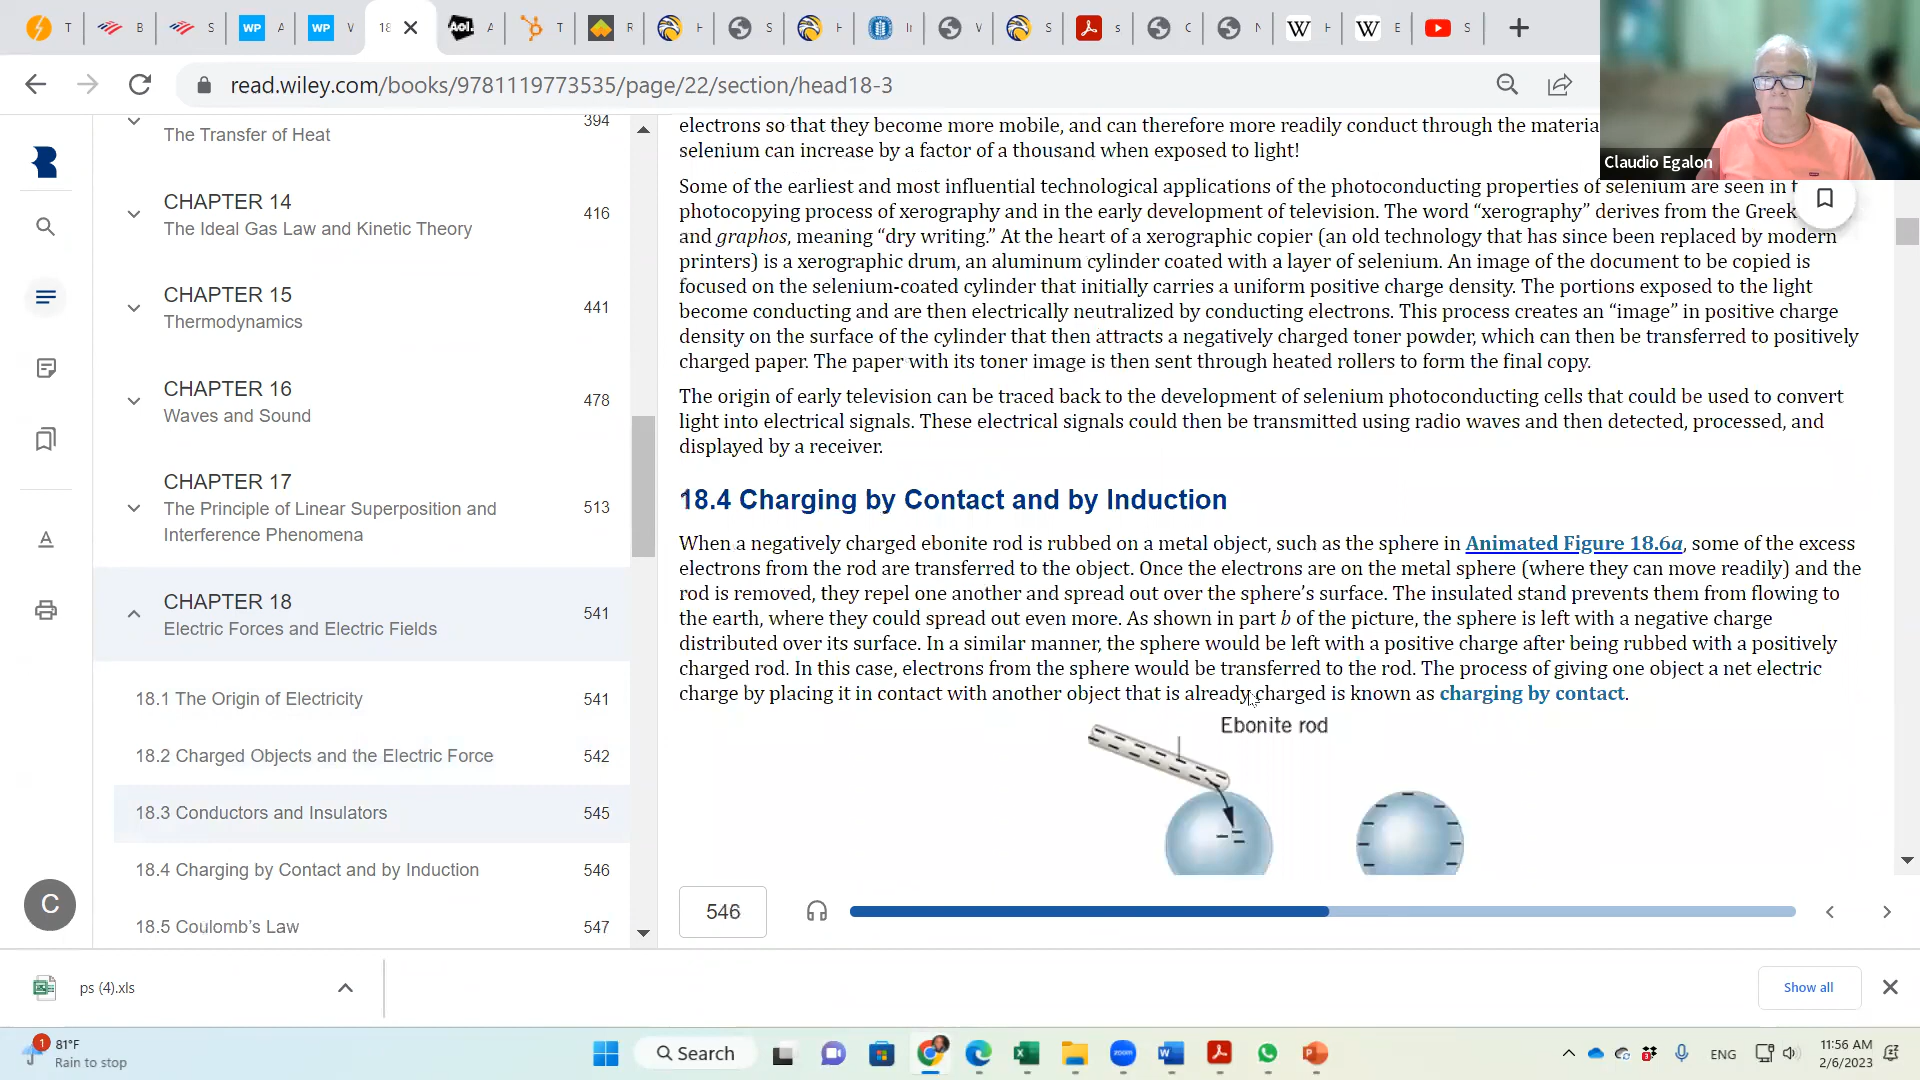 T
B
S
WP
A
WP
V
18
Aol.
A
T
R
H
S
H
Ir
V
S
s
C
N
W
H
W
E
S
read.wiley.com/books/9781119773535/page/22/section/head18-3
Claudio Egalon
The Transfer of Heat
394
CHAPTER 14
The Ideal Gas Law and Kinetic Theory
416
CHAPTER 15
Thermodynamics
441
CHAPTER 16
Waves and Sound
478
CHAPTER 17
The Principle of Linear Superposition and
Interference Phenomena
513
CHAPTER 18
Electric Forces and Electric Fields
541
18.1 The Origin of Electricity 541
18.2 Charged Objects and the Electric Force 542
18.3 Conductors and Insulators 545
18.4 Charging by Contact and by Induction 546
18.5 Coulomb's Law 547
A
C
electrons so that they become more mobile, and can therefore more readily conduct through the materia
selenium can increase by a factor of a thousand when exposed to light!
Some of the earliest and most influential technological applications of the photoconducting properties of selenium are seen in
photocopying process of xerography and in the early development of television. The word “xerography” derives from the Greek
and graphos, meaning “dry writing.” At the heart of a xerographic copier (an old technology that has since been replaced by modern
printers) is a xerographic drum, an aluminum cylinder coated with a layer of selenium. An image of the document to be copied is
focused on the selenium-coated cylinder that initially carries a uniform positive charge density. The portions exposed to the light
become conducting and are then electrically neutralized by conducting electrons. This process creates an “image” in positive charge
density on the surface of the cylinder that then attracts a negatively charged toner powder, which can then be transferred to positively
charged paper. The paper with its toner image is then sent through heated rollers to form the final copy.
The origin of early television can be traced back to the development of selenium photoconducting cells that could be used to convert
light into electrical signals. These electrical signals could then be transmitted using radio waves and then detected, processed, and
displayed by a receiver.
18.4 Charging by Contact and by Induction
When a negatively charged ebonite rod is rubbed on a metal object, such as the sphere in Animated Figure 18.6a, some of the excess
electrons from the rod are transferred to the object. Once the electrons are on the metal sphere (where they can move readily) and the
rod is removed, they repel one another and spread out over the sphere’s surface. The insulated stand prevents them from flowing to
the earth, where they could spread out even more. As shown in part b of the picture, the sphere is left with a negative charge
distributed over its surface. In a similar manner, the sphere would be left with a positive charge after being rubbed with a positively
charged rod. In this case, electrons from the sphere would be transferred to the rod. The process of giving one object a net electric
charge by placing it in contact with another object that is already charged is known as charging by contact.
Ebonite rod
546
ps (4).xls
Show all
1
81°F
Rain to stop
Search
zoom
ENG
11:56 AM
2/6/2023